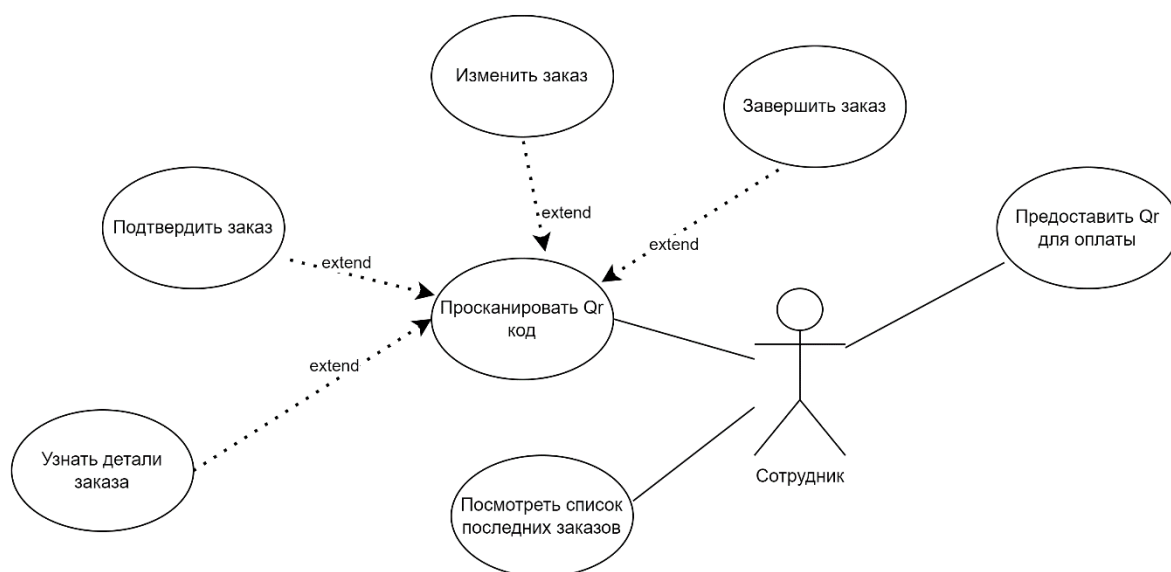 Изменить заказ
Завершить заказ
Подтвердить заказ
Предоставить Qr
для оплаты
extend
extend
extend
Просканировать Qr
код
extend
Узнать детали
заказа
Сотрудник
Посмотреть список
последних заказов